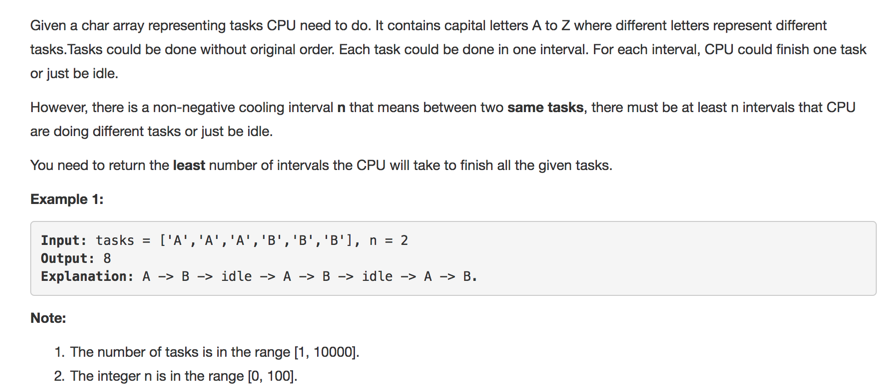 Given a char array representing tasks CPU need to do. It contains capital letters A to Z where different letters represent different
tasks.Tasks could be done without original order. Each task could be done in one interval. For each interval, CPU could finish one task
or just be idle.
However, there is a non-negative cooling interval n that means between two same tasks, there must be at least n intervals that CPU
are doing different tasks or just be idle.
You need to return the least number of intervals the CPU will take to finish all the given tasks.
Example 1:
Input: tasks = ['A','A','A','B','B','B'], n = 2
Output: 8
Explanation: A -> B -> idle -> A -> B -> idle -> A -> B.
Note:
1. The number of tasks is in the range [1, 10000].
2. The integer n is in the range [0, 100].